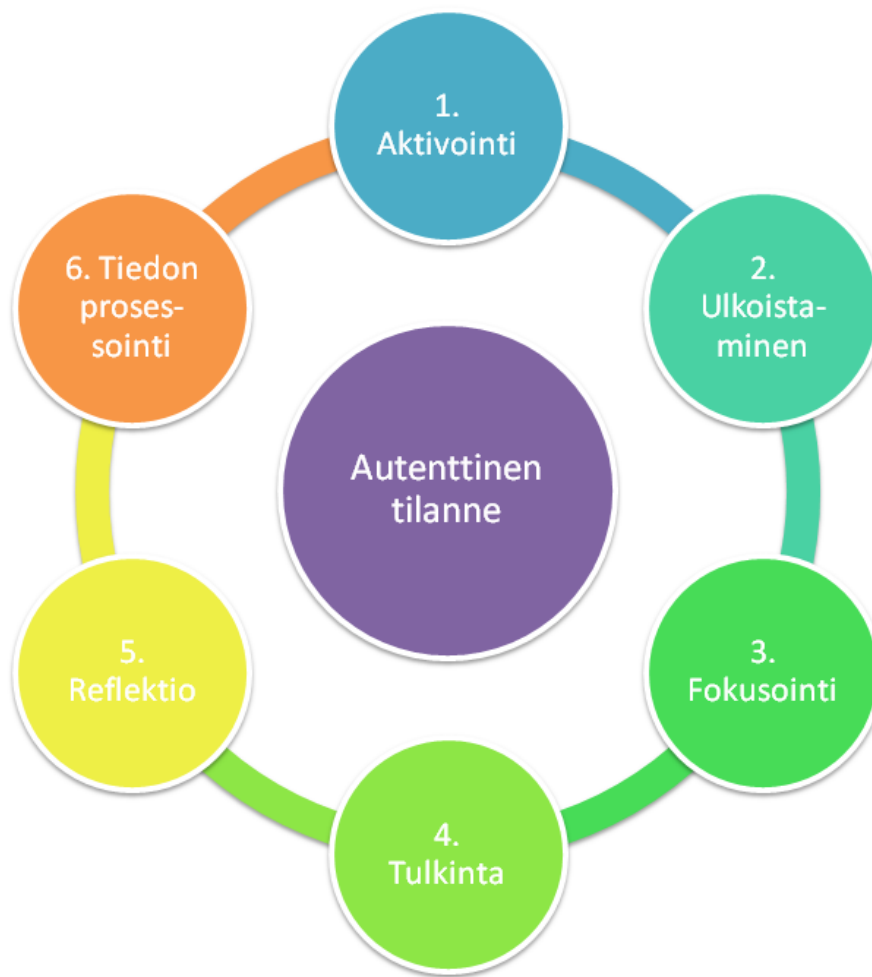 1.
Aktivointi
2.
Ulkoista-
minen
3.
Fokusointi
4.
Tulkinta
5.
Reflektio
6. Tiedon
proses-
sointi
Autenttinen
tilanne